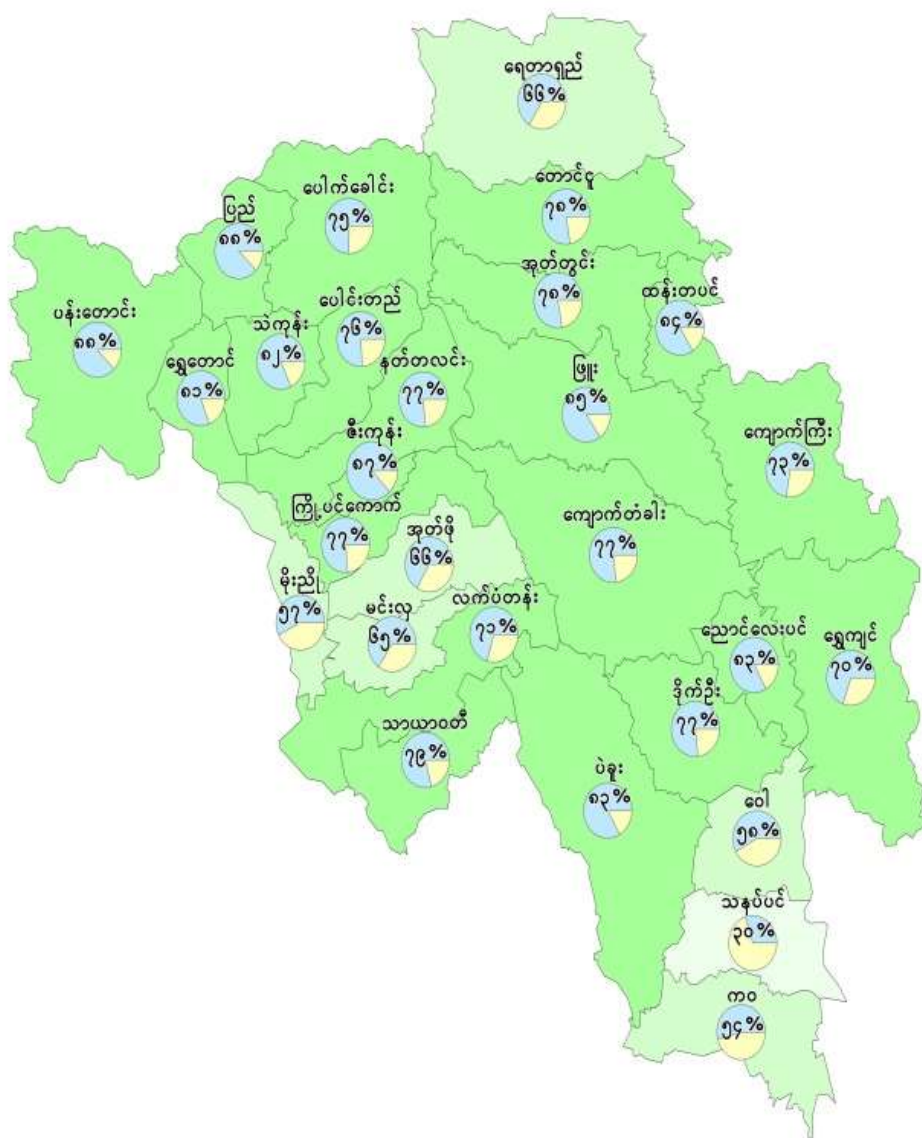 ရေတာရှည်
၆၆%
တောင်ငူ
၇၈%
ပေါက်ခေါင်း
၇၅%
ပြည်
၈၈%
အုတ်တွင်း
၇၈%
ထန်းတပင်
၈၄%
ပန်းတောင်း
၈၈%
ပေါင်းတည်
၇၆%
သဲကုန်း
၈၂%
ရွှေတောင်
၈၁%
နတ်တလင်း
၇၇%
ဖြူး
၈၅%
ကျောက်ကြီး
၇၃%
ဇီးကုန်း
၈၇%
ကြို့ပင်ကောက်
၇၇%
အုတ်ဖို
၆၆%
ကျောက်တံခါး
၇၇%
မိုးညို
၅၇%
မင်းလှ
၆၅%
လက်ပံတန်း
၇၁%
ညောင်လေးပင်
၈၃%
ရွှေကျင်
၇၀%
ဒိုက်ဦး
၇၇%
သာယာဝတီ
၇၉%
ပဲခူး
၈၃%
ဝေါ
၅၈%
သနပ်ပင်
၃၀%
ကဝ
၅၄%